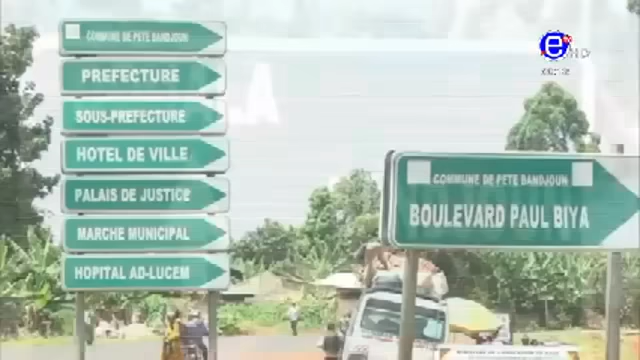 COMMUNE DE PETE BANDJOUN
PREFECTURE
SOUS-PREFECTURE
HOTEL DE VILLE
PALAIS DE JUSTICE
MARCHE MUNICIPAL
HOPITAL AD-LUCEM
COMMUNE DE PETE BANDJOUN
BOULEVARD PAUL BIYA